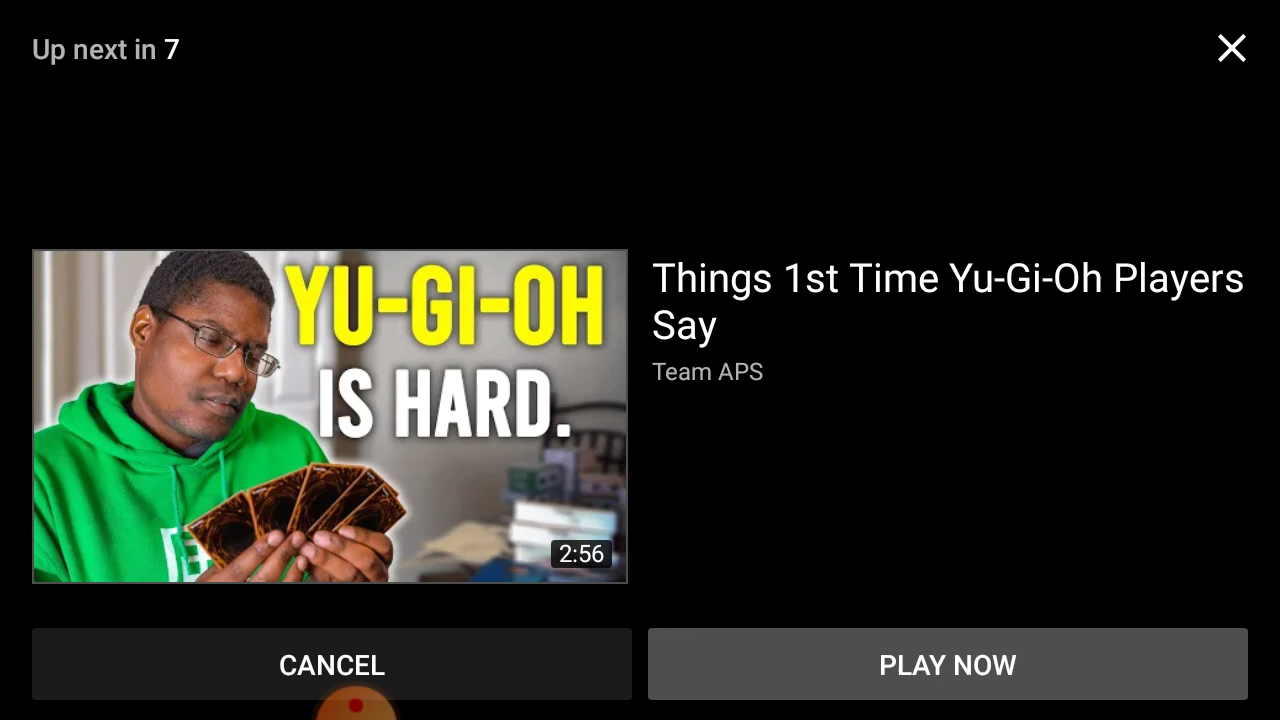 Up next in 7
YU-GI-OH
IS HARD.
2:56
Things 1st Time Yu-Gi-Oh Players
Say
Team APS
CANCEL
PLAY NOW